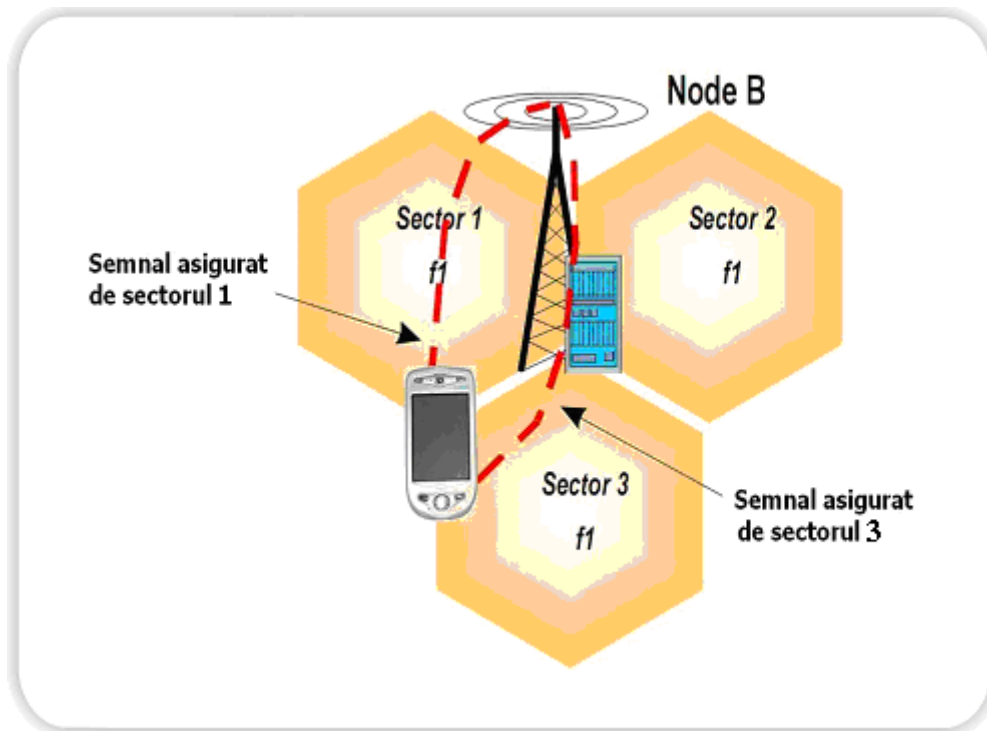 Node B
Sector 1
f1
Sector 2
f1
Semnal asigurat
de sectorul 1
Sector 3
f1
Semnal asigurat
de sectorul 3